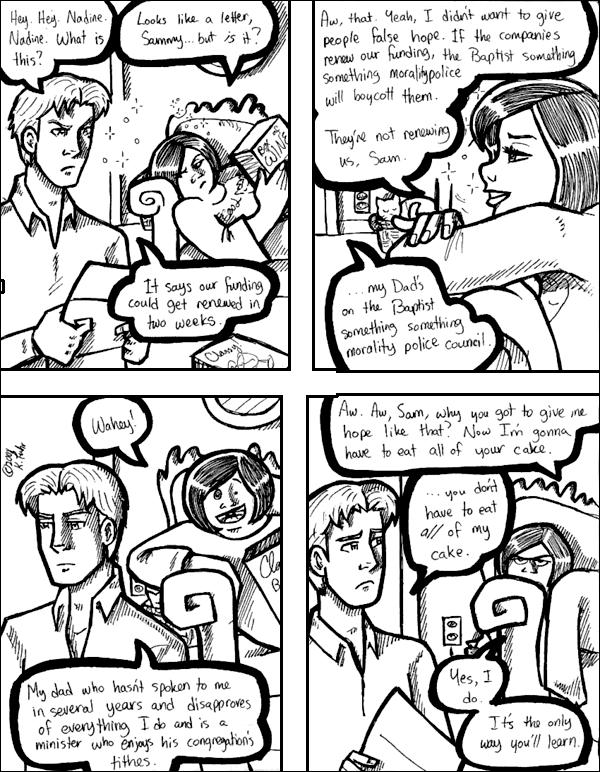 Hey. Hey. Nadine.
Nadine. What is
this?
Looks like a letter,
Sammy... but is it?
Box of
WINE
It says our funding
could get renewed in
two weeks.
Classy
Aw, that. Yeah, I didn't want to give
people false hope. If the companies
renew our funding, the Baptist something
something moralitypolice
will boycott them.
They're not renewing
us, Sam.
...my Dad's
on the Baptist
something something
morality police council.
Wahey!
©2009
K.
My dad who hasn't spoken to me
in several years and disapproves
of everything I do and is a
minister who enjoys his congregation's
tithes.
Aw. Aw, Sam, why you got to give me
hope like that? Now I'm gonna
have to eat all of your cake.
...you don't
have to eat
all of my
cake.
Yes, I
do.
It's the only
way you'll learn.